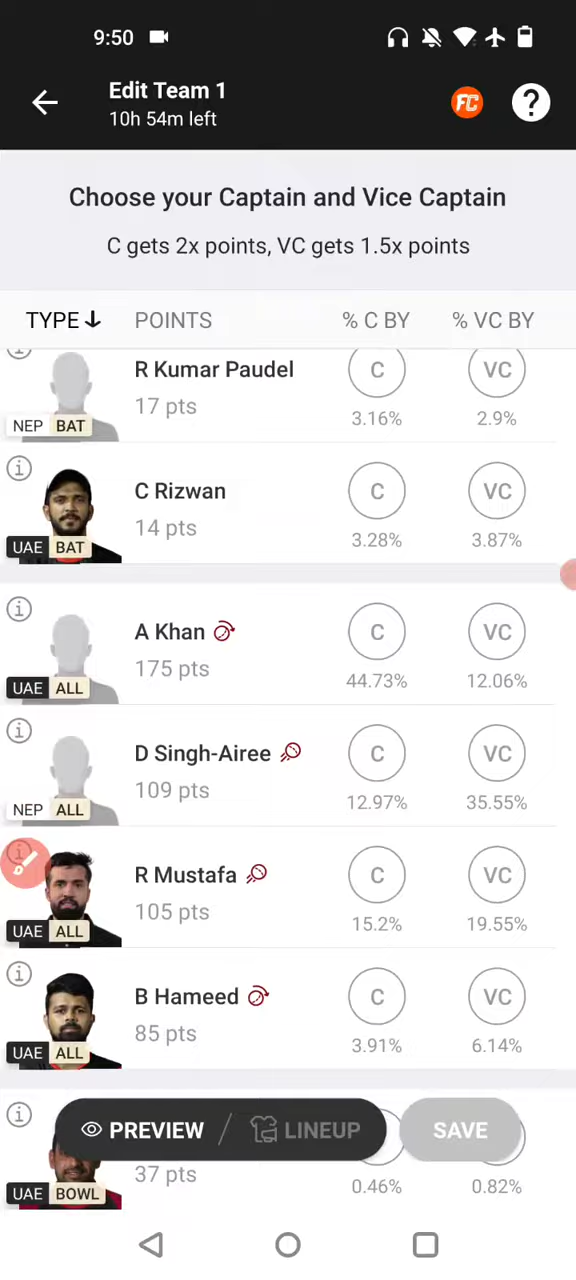 9:50
Edit Team 1
10h 54m left
FC
?
Choose your Captain and Vice Captain
C gets 2x points, VC gets 1.5x points
TYPE POINTS % C BY % VC BY
R Kumar Paudel
17 pts
C
VC
3.16%
2.9%
NEP BAT
C Rizwan
14 pts
C
VC
3.28%
3.87%
UAE BAT
A Khan
175 pts
C
VC
44.73%
12.06%
UAE ALL
D Singh-Airee
109 pts
C
VC
12.97%
35.55%
NEP ALL
R Mustafa
105 pts
C
VC
15.2%
19.55%
UAE ALL
B Hameed
85 pts
C
VC
3.91%
6.14%
UAE ALL
PREVIEW / LINEUP
SAVE
37 pts
0.46%
0.82%
UAE BOWL